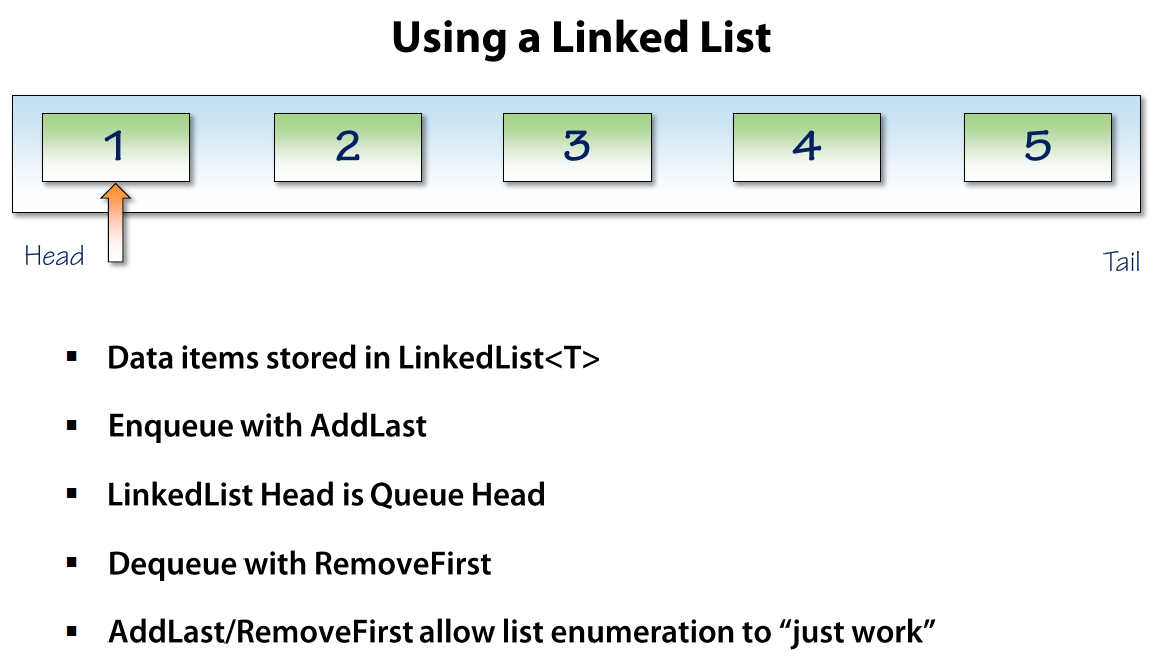 Using a Linked List
1 2 3 4 5
Head Tail
▪ Data items stored in LinkedList<T>
▪ Enqueue with AddLast
▪ LinkedList Head is Queue Head
▪ Dequeue with RemoveFirst
▪ AddLast/RemoveFirst allow list enumeration to “just work”